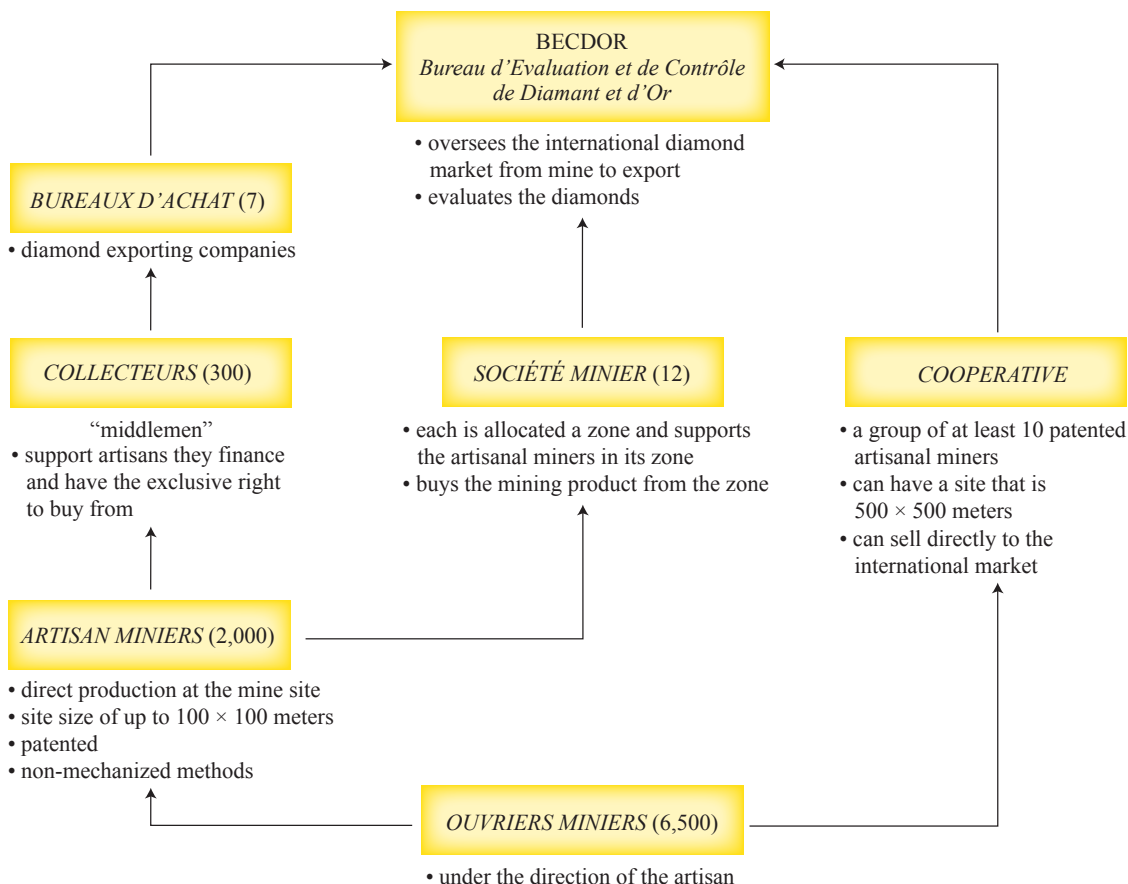 BECDOR
Bureau d’Evaluation et de Contrôle
de Diamant et d’Or
• oversees the international diamond
market from mine to export
• evaluates the diamonds
BUREAUX D’ACHAT (7)
• diamond exporting companies
COLLECTEURS (300)
“middlemen”
• support artisans they finance
and have the exclusive right
to buy from
SOCIÉTÉ MINIER (12)
• each is allocated a zone and supports
the artisanal miners in its zone
• buys the mining product from the zone
COOPERATIVE
• a group of at least 10 patented
artisanal miners
• can have a site that is
500 × 500 meters
• can sell directly to the
international market
ARTISAN MINIERS (2,000)
• direct production at the mine site
• site size of up to 100 × 100 meters
• patented
• non-mechanized methods
OUVRIERS MINIERS (6,500)
• under the direction of the artisan